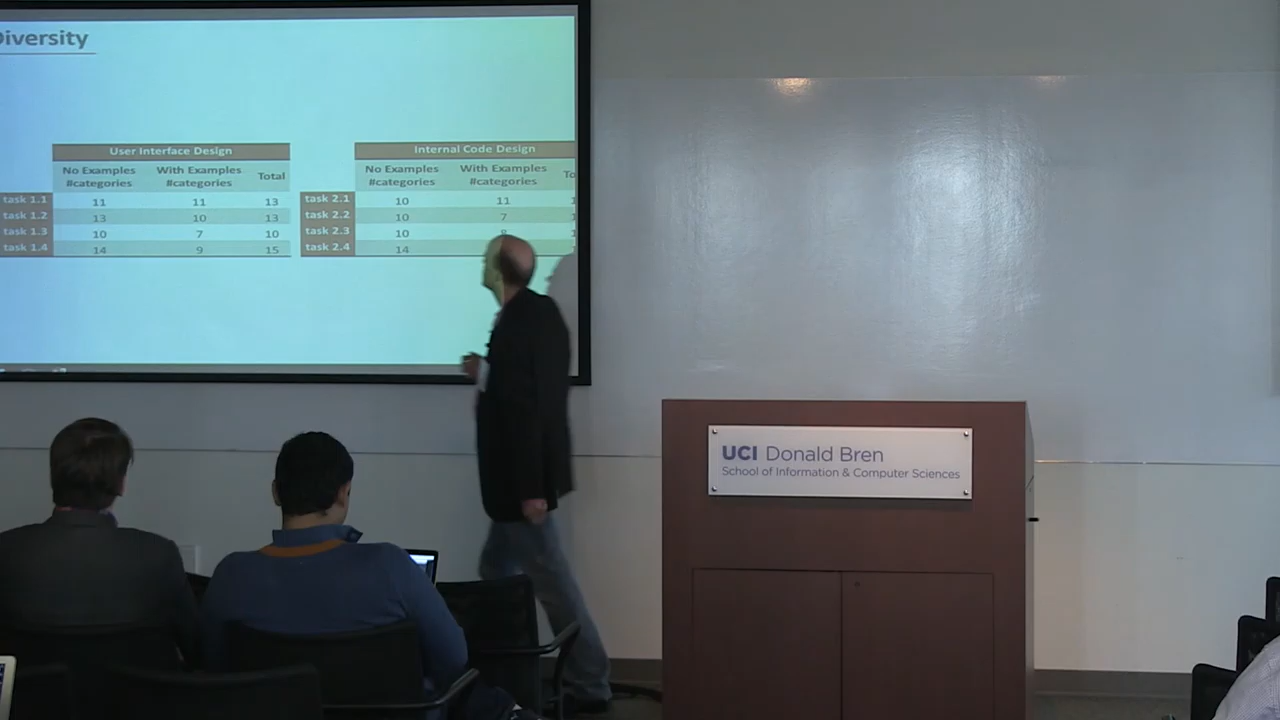 Diversity
User Interface Design
No Examples #categories With Examples #categories Total
task 1.1 11 11 13
task 1.2 13 10 13
task 1.3 10 7 10
task 1.4 14 9 15
Internal Code Design
No Examples #categories With Examples #categories
task 2.1 10 11
task 2.2 10 7
task 2.3 10
task 2.4 14
UCI Donald Bren
School of Information & Computer Sciences